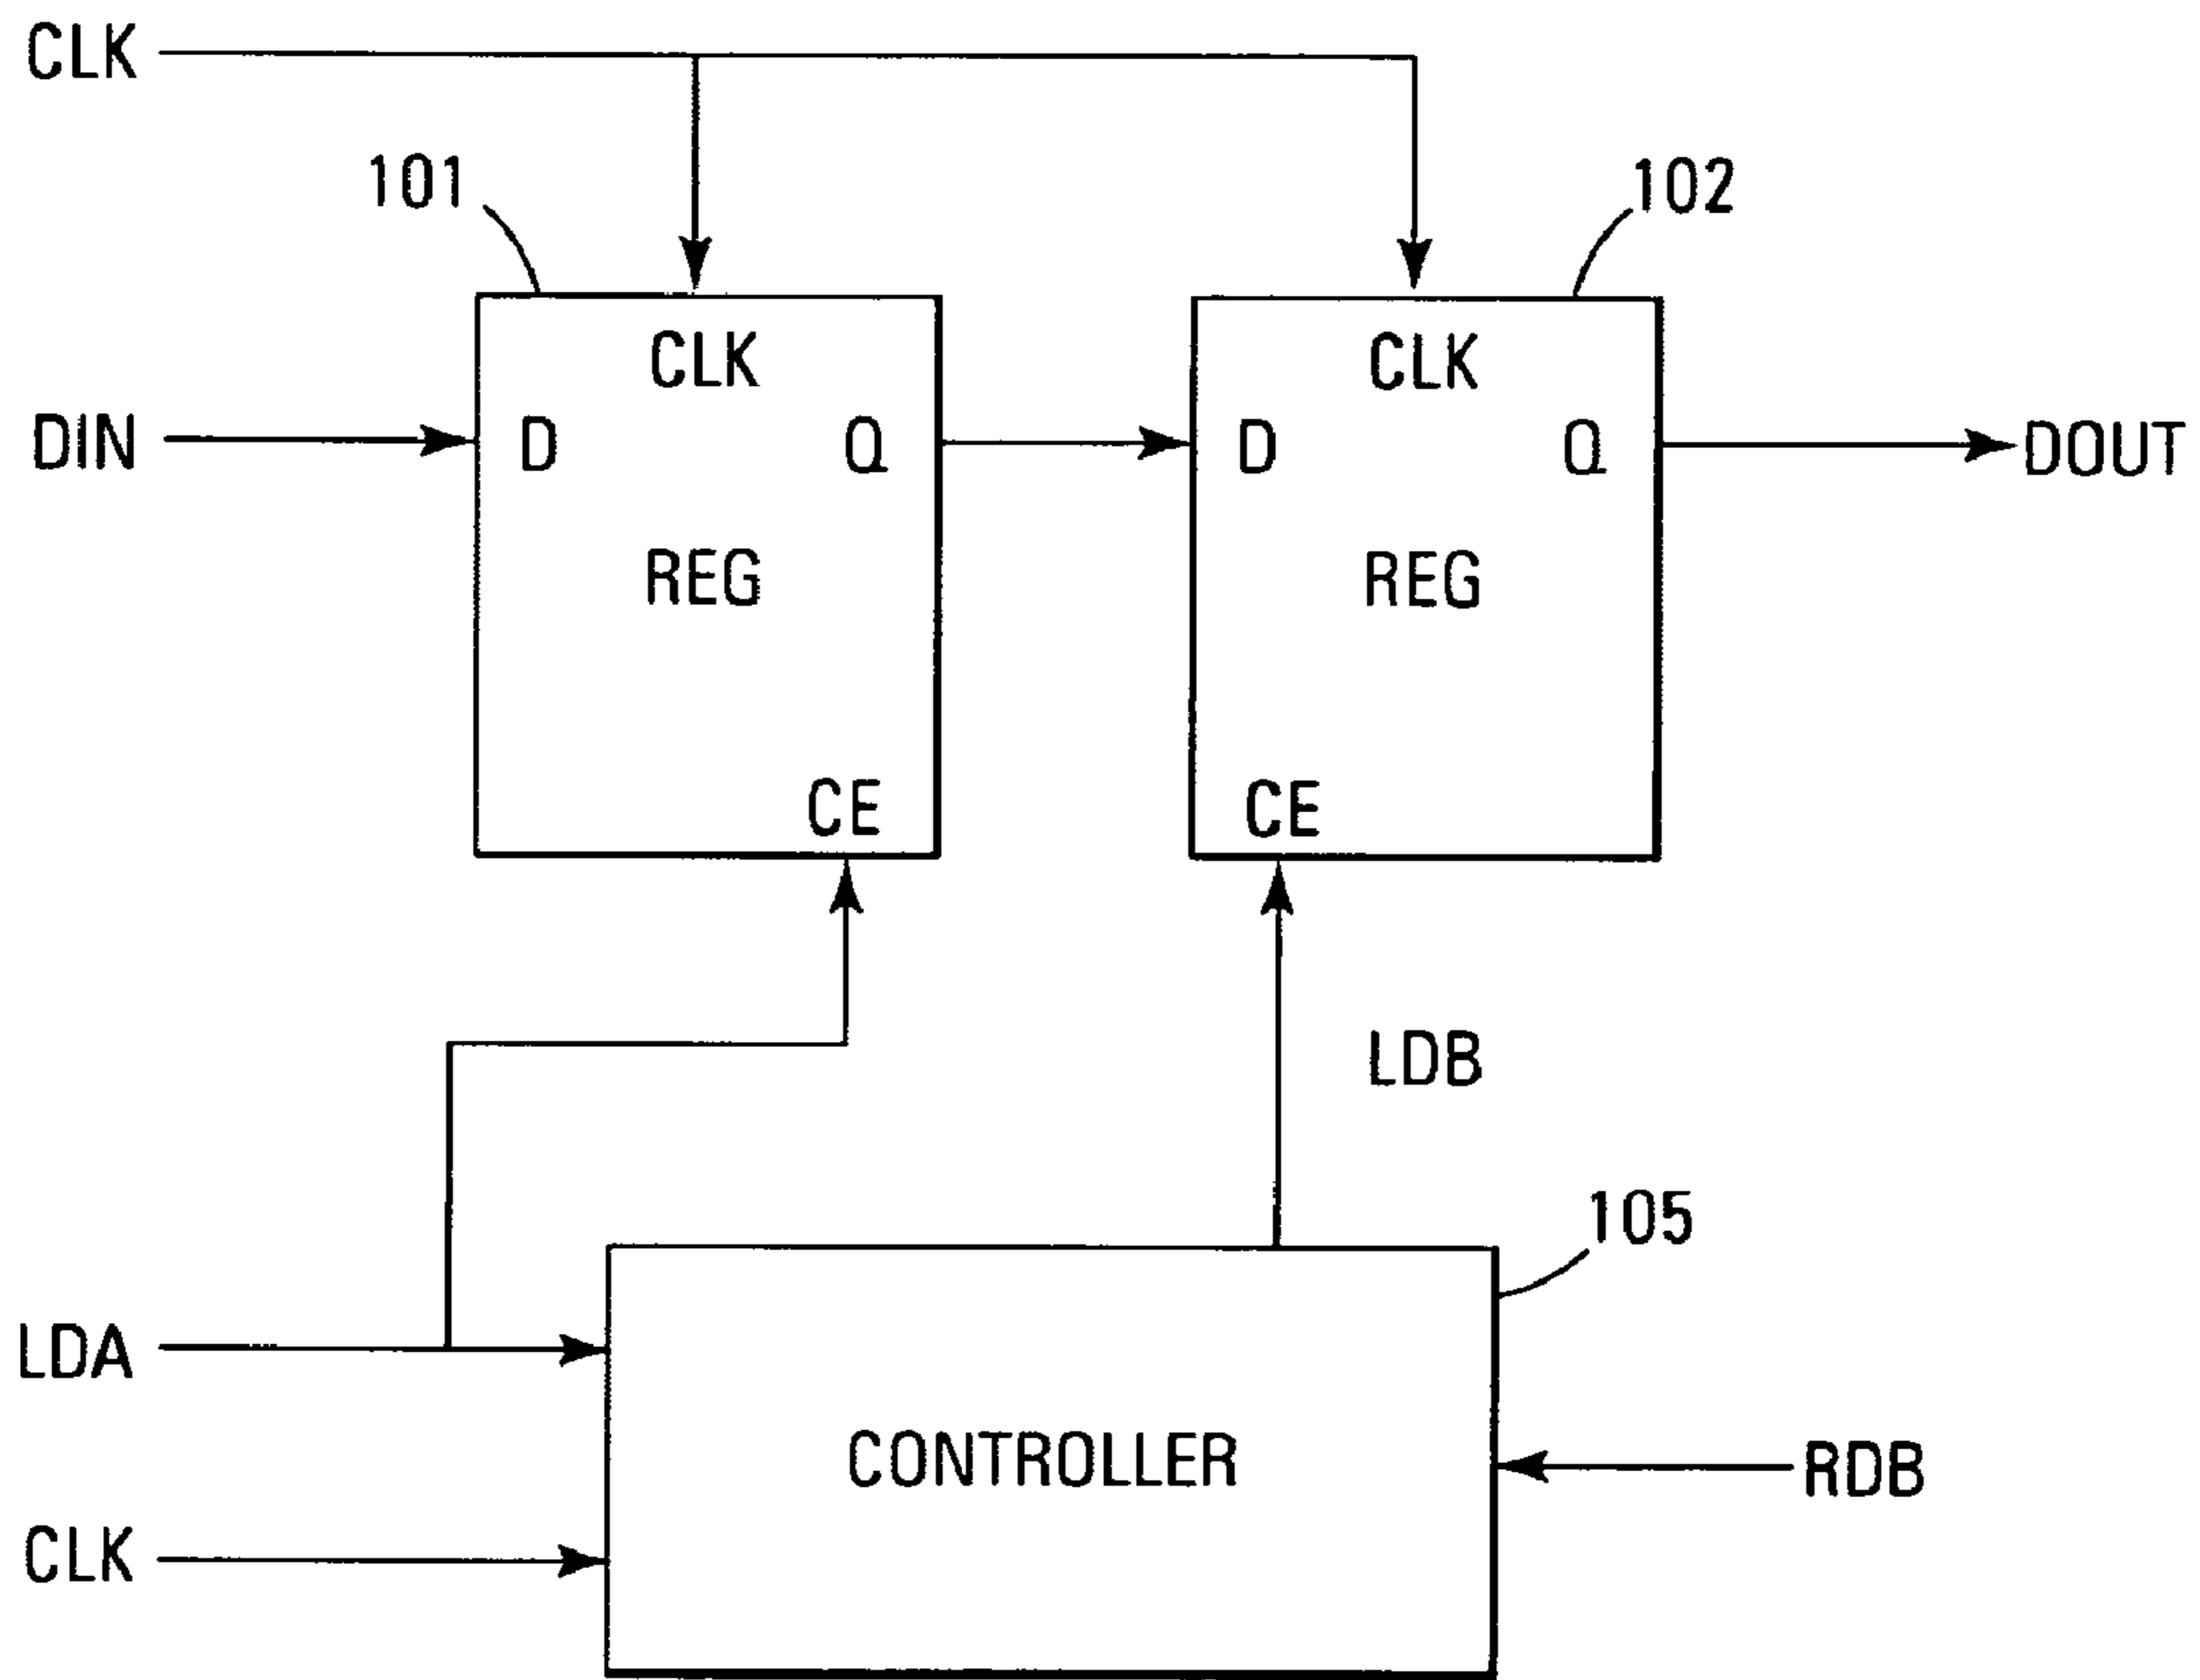 CLK
101
102
CLK
CLK
DIN
D
Q
D
Q
DOUT
REG
REG
CE
CE
LDB
105
LDA
CONTROLLER
RDB
CLK